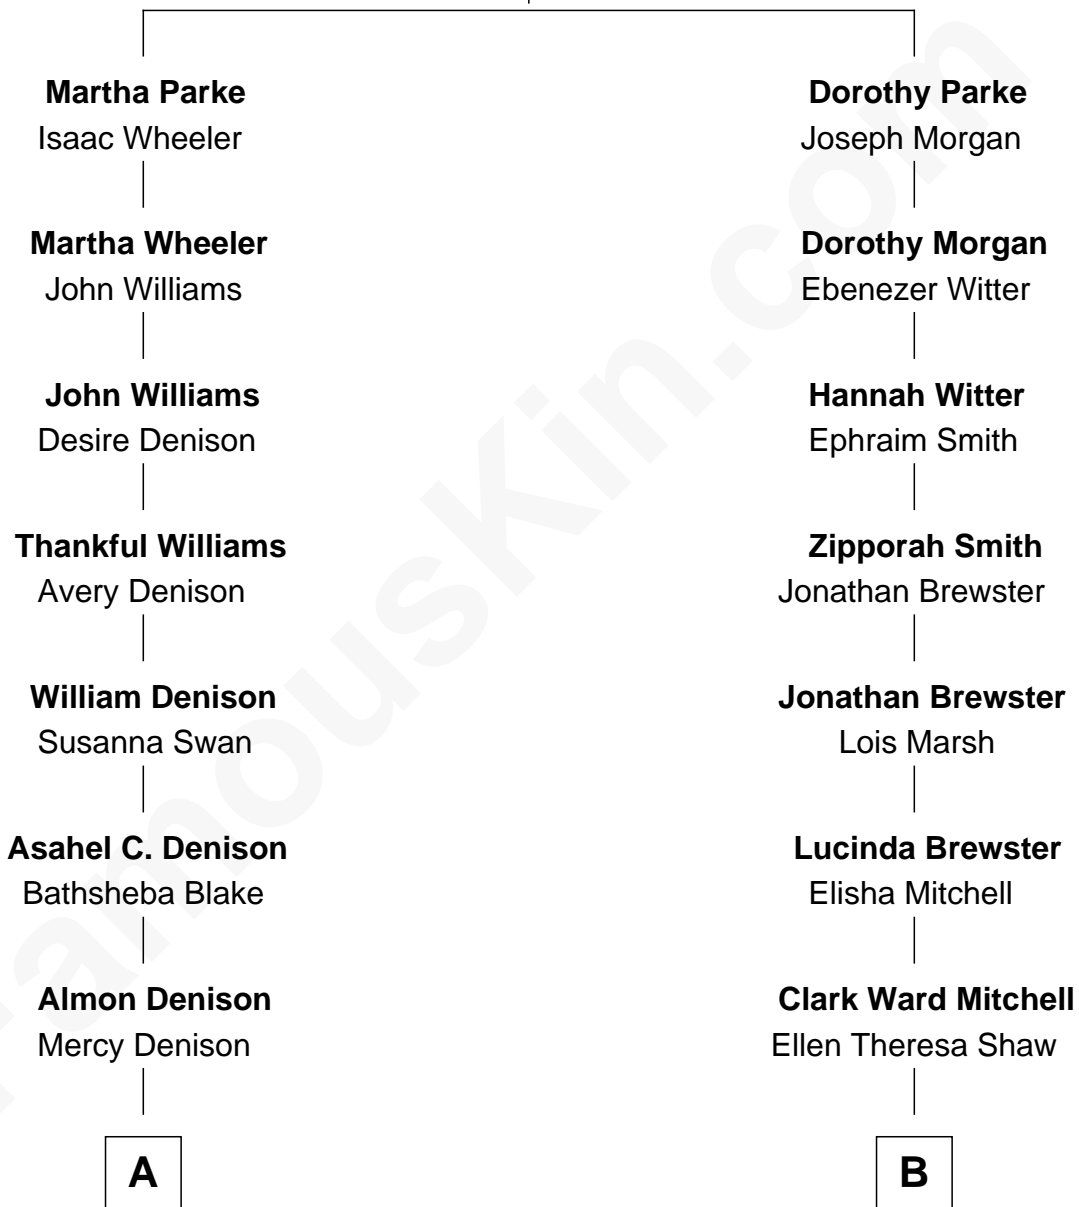 Martha Parke
Isaac Wheeler
Dorothy Parke
Joseph Morgan
Martha Wheeler
John Williams
Dorothy Morgan
Ebenezer Witter
John Williams
Desire Denison
Hannah Witter
Ephraim Smith
Thankful Williams
Avery Denison
Zipporah Smith
Jonathan Brewster
William Denison
Susanna Swan
Jonathan Brewster
Lois Marsh
Asahel C. Denison
Bathsheba Blake
Lucinda Brewster
Elisha Mitchell
Almon Denison
Mercy Denison
Clark Ward Mitchell
Ellen Theresa Shaw
A
B
FamousKin.com